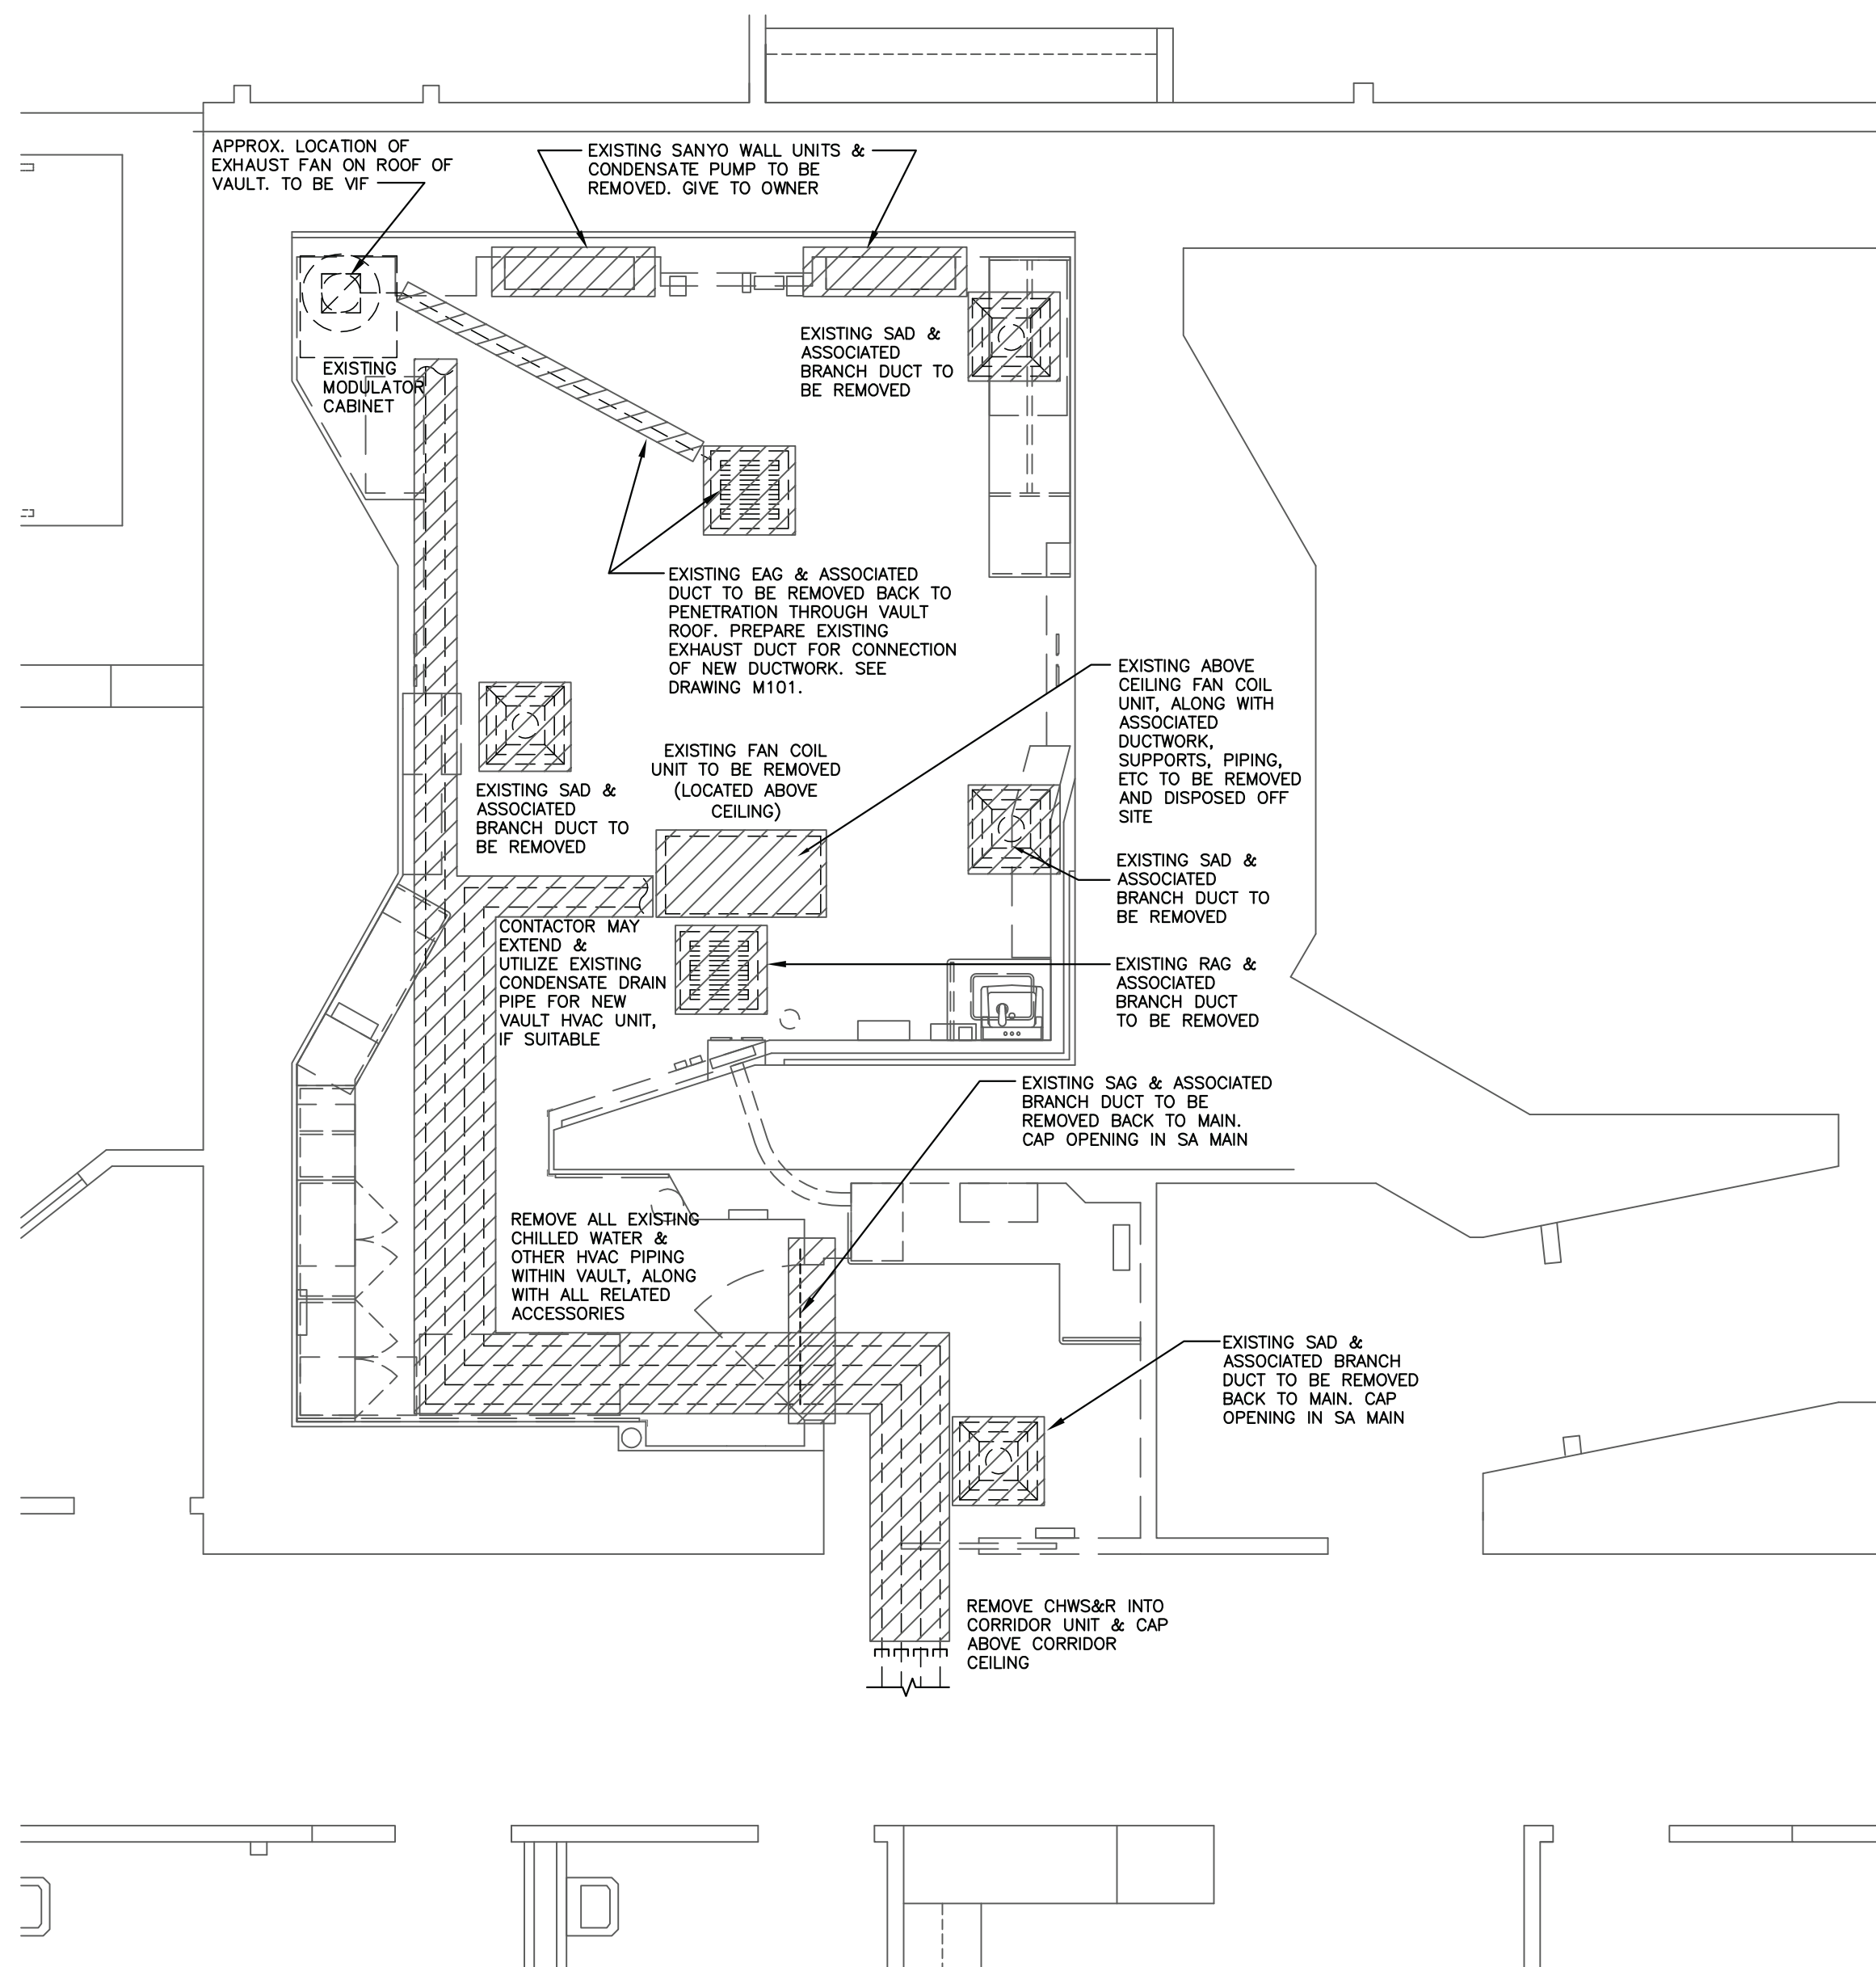 APPROX. LOCATION OF
EXHAUST FAN ON ROOF OF
VAULT. TO BE VIF
EXISTING SANYO WALL UNITS &
CONDENSATE PUMP TO BE
REMOVED. GIVE TO OWNER
EXISTING SAD &
ASSOCIATED
BRANCH DUCT TO
BE REMOVED
EXISTING
MODULATOR
CABINET
EXISTING EAG & ASSOCIATED
DUCT TO BE REMOVED BACK TO
PENETRATION THROUGH VAULT
ROOF. PREPARE EXISTING
EXHAUST DUCT FOR CONNECTION
OF NEW DUCTWORK. SEE
DRAWING M101.
EXISTING ABOVE
CEILING FAN COIL
UNIT, ALONG WITH
ASSOCIATED
DUCTWORK,
SUPPORTS, PIPING,
ETC TO BE REMOVED
AND DISPOSED OFF
SITE
EXISTING FAN COIL
UNIT TO BE REMOVED
(LOCATED ABOVE
CEILING)
EXISTING SAD &
ASSOCIATED
BRANCH DUCT TO
BE REMOVED
EXISTING SAD &
ASSOCIATED
BRANCH DUCT TO
BE REMOVED
CONTACTOR MAY
EXTEND &
UTILIZE EXISTING
CONDENSATE DRAIN
PIPE FOR NEW
VAULT HVAC UNIT,
IF SUITABLE
EXISTING RAG &
ASSOCIATED
BRANCH DUCT
TO BE REMOVED
EXISTING SAG & ASSOCIATED
BRANCH DUCT TO BE
REMOVED BACK TO MAIN.
CAP OPENING IN SA MAIN
REMOVE ALL EXISTING
CHILLED WATER &
OTHER HVAC PIPING
WITHIN VAULT, ALONG
WITH ALL RELATED
ACCESSORIES
EXISTING SAD &
ASSOCIATED BRANCH
DUCT TO BE REMOVED
BACK TO MAIN. CAP
OPENING IN SA MAIN
REMOVE CHWS&R INTO
CORRIDOR UNIT & CAP
ABOVE CORRIDOR
CEILING